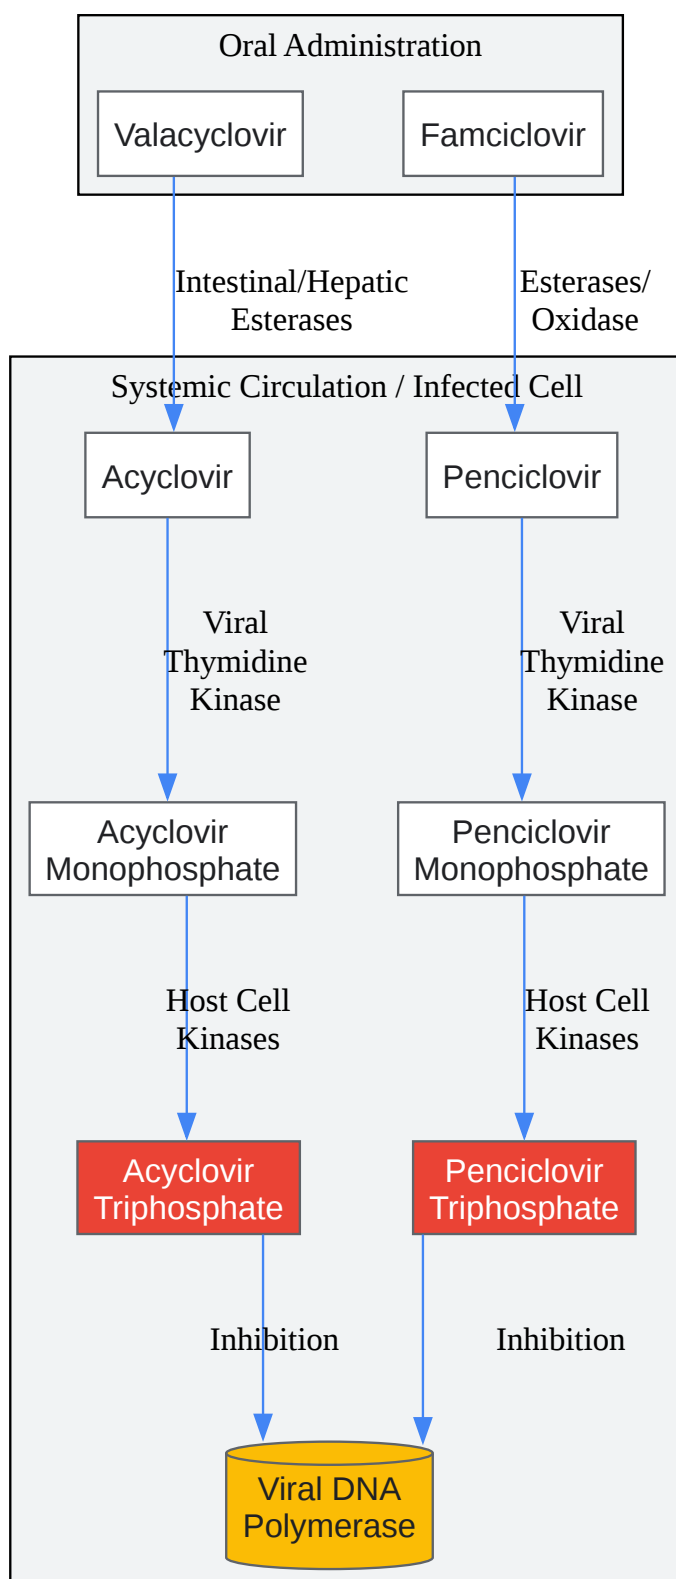 Oral Administration
Valacyclovir
Famciclovir
Intestinal/Hepatic
Esterases
Esterases/
Oxidase
Systemic Circulation / Infected Cell
Acyclovir
Penciclovir
Viral
Thymidine
Kinase
Viral
Thymidine
Kinase
Acyclovir
Monophosphate
Penciclovir
Monophosphate
Host Cell
Kinases
Host Cell
Kinases
Acyclovir
Triphosphate
Penciclovir
Triphosphate
Inhibition
Inhibition
Viral DNA
Polymerase